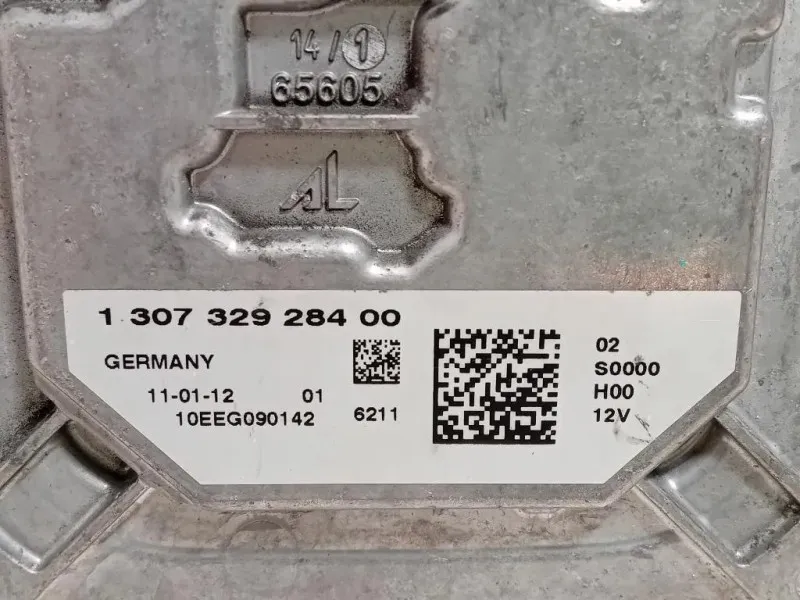 14/1
65605
AL
1 307 329 284 00
GERMANY
11-01-12 01
10EEG090142 6211
02
S0000
H00
12V